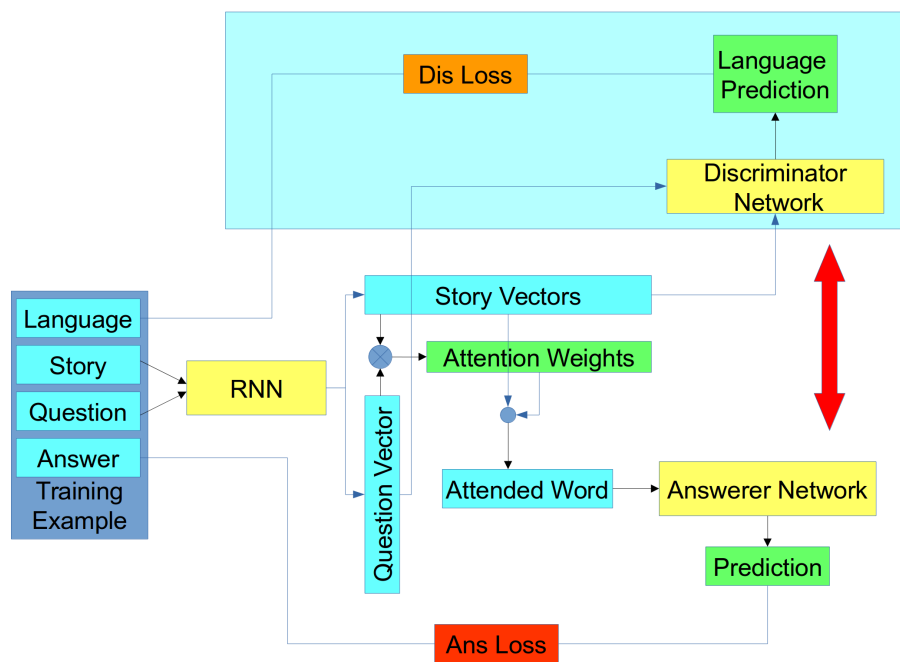 Language
Prediction
Dis Loss
Discriminator
Network
Story Vectors
Language
Story
Question
Answer
Training
Example
RNN
Attention Weights
Question Vector
Attended Word
Answerer Network
Prediction
Ans Loss